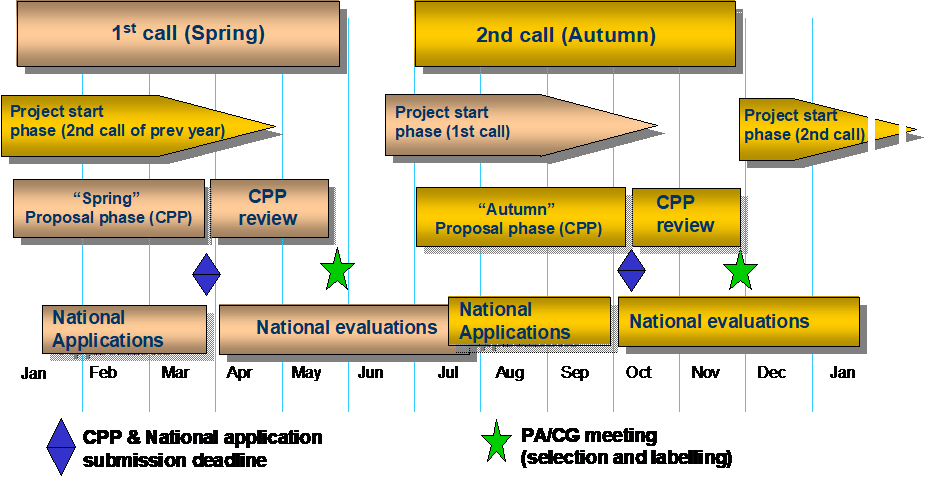 1st call (Spring)
2nd call (Autumn)
Project start
phase (2nd call of prev year)
Project start
phase (1st call)
Project start
phase (2nd call)
“Spring”
Proposal phase (CPP)
CPP
review
“Autumn”
Proposal phase (CPP)
CPP
review
National
Applications
National evaluations
National
Applications
National evaluations
Jan Feb Mar Apr May Jun Jul Aug Sep Oct Nov Dec Jan
CPP & National application
submission deadline
PA/CG meeting
(selection and labelling)